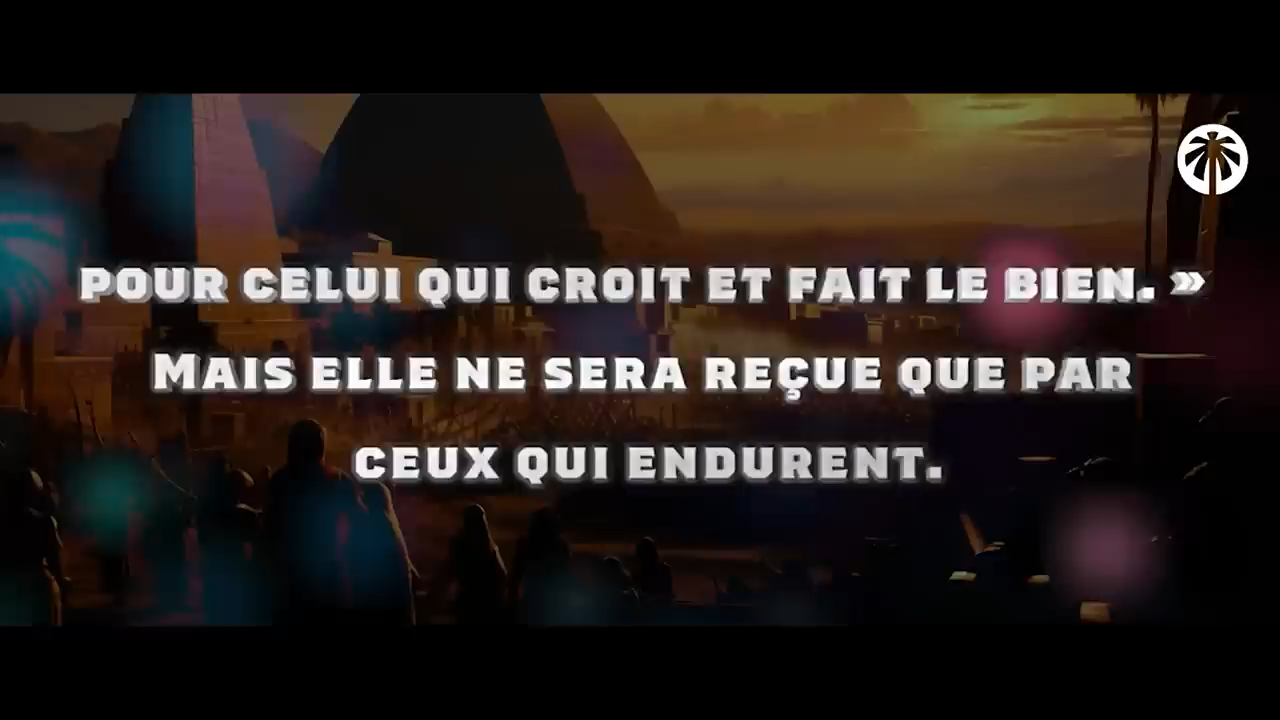 POUR CELUI QUI CROIT ET FAIT LE BIEN. »
MAIS ELLE NE SERA REÇUE QUE PAR
CEUX QUI ENDURENT.